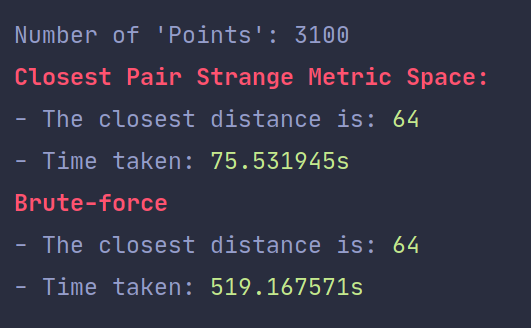 Number of 'Points': 3100
Closest Pair Strange Metric Space:
- The closest distance is: 64
- Time taken: 75.531945s
Brute-force
- The closest distance is: 64
- Time taken: 519.167571s